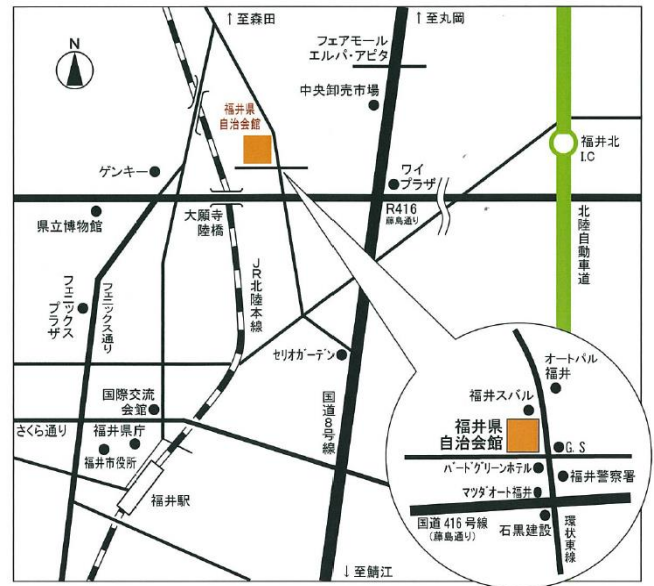 ↑至森田
↑至丸岡
N
フェアモール
エルパ・アピタ
中央卸売市場
福井県
自治会館
福井北
I.C
ゲンキー
ワイ
プラザ
県立博物館
大願寺
陸橋
R416
藤島通り
北陸自動車道
JR北陸本線
フェニックス
プラザ
フェニックス通り
セリオガーデン
国道8号線
国際交流
会館
さくら通り
福井県庁
福井市役所
福井駅
↓至鯖江
オートパル
福井
福井スバル
福井県
自治会館
G.S
バードグリーンホテル
福井警察署
マツダオート福井
国道416号線
(藤島通り)
石黒建設
環状東線